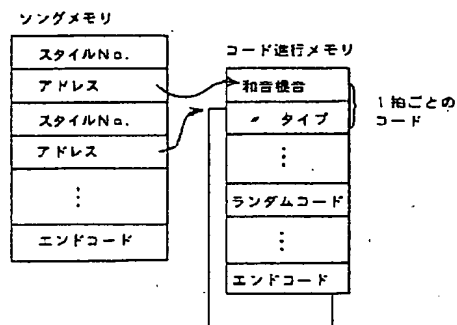 ソングメモリ
スタイルNo.
アドレス
スタイルNo.
アドレス
⋮
エンドコード
コード進行メモリ
和音根音
〃 タイプ
⋮
ランダムコード
⋮
エンドコード
1拍ごとの
コード